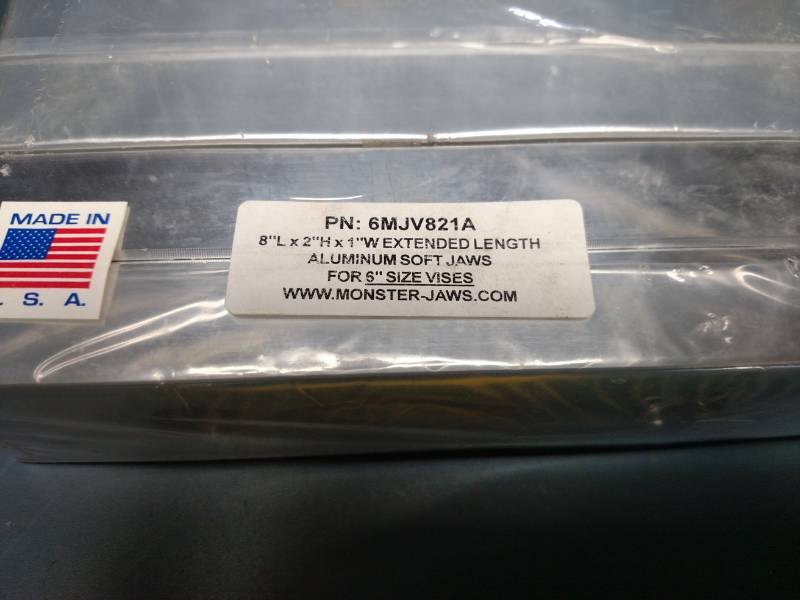 MADE IN
. S. A.
PN: 6MJV821A
8"L x 2"H x 1"W EXTENDED LENGTH
ALUMINUM SOFT JAWS
FOR 6" SIZE VISES
WWW.MONSTER-JAWS.COM